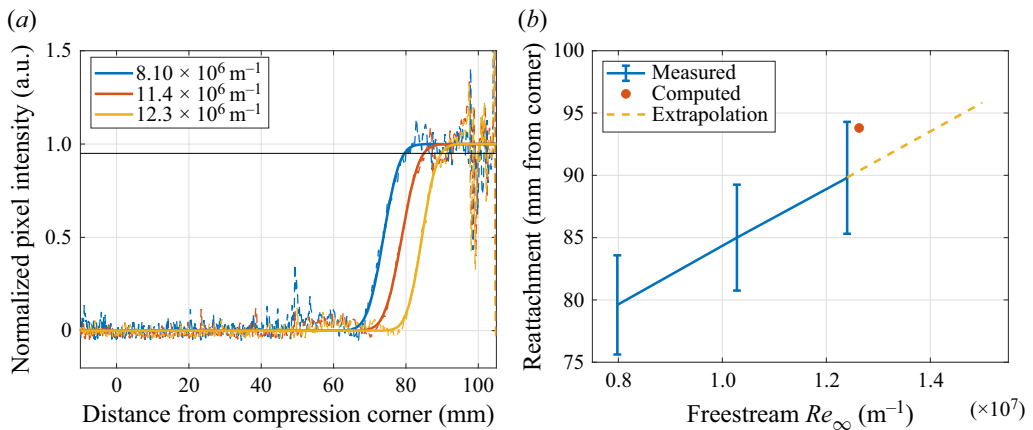 (a)
Normalized pixel intensity (a.u.)
1.5
1.0
0.5
0
8.10 × 10⁶ m⁻¹
11.4 × 10⁶ m⁻¹
12.3 × 10⁶ m⁻¹
0 20 40 60 80 100
Distance from compression corner (mm)
(b)
Reattachment (mm from corner)
100
95
90
85
80
75
Measured
Computed
Extrapolation
0.8 1.0 1.2 1.4
Freestream Re∞ (m⁻¹)
(×10⁷)